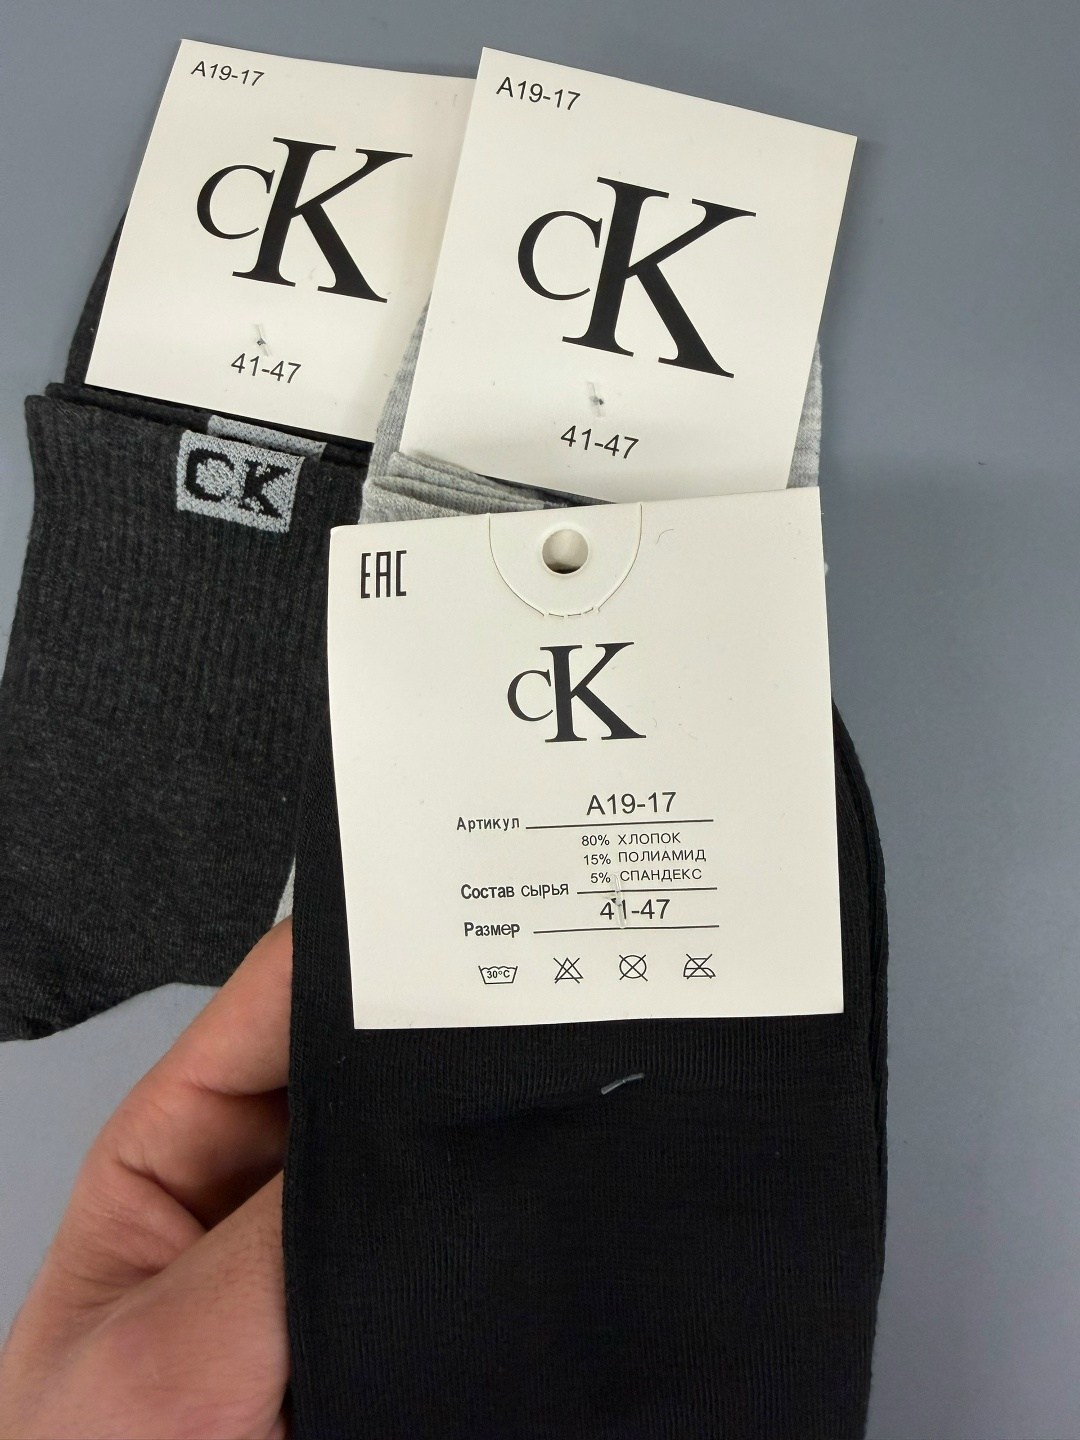 A19-17
CK
41-47
A19-17
CK
41-47
CK
EAC
CK
Артикул A19-17
80% ХЛОПОК
15% ПОЛИАМИД
5% СПАНДЕКС
Состав сырья
Размер 41-47
30°C